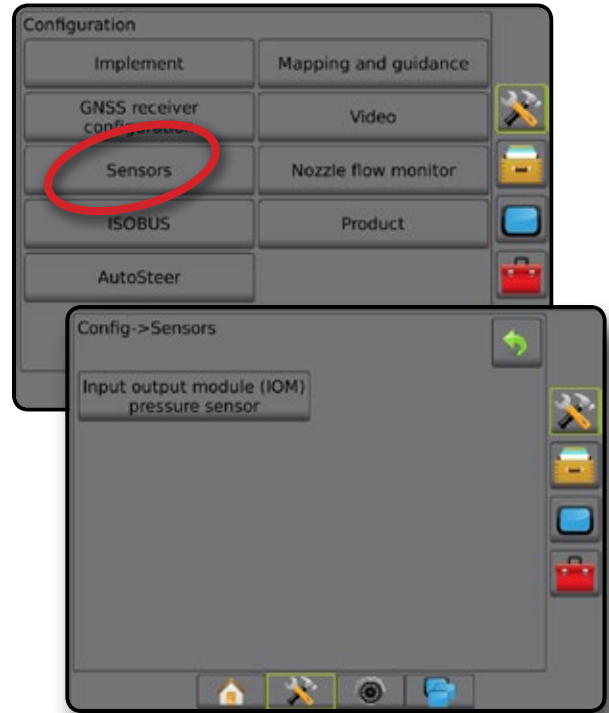 Configuration
Implement
Mapping and guidance
GNSS receiver
configuration
Video
Sensors
Nozzle flow monitor
ISOBUS
Product
AutoSteer
Config->Sensors
Input output module (IOM)
pressure sensor